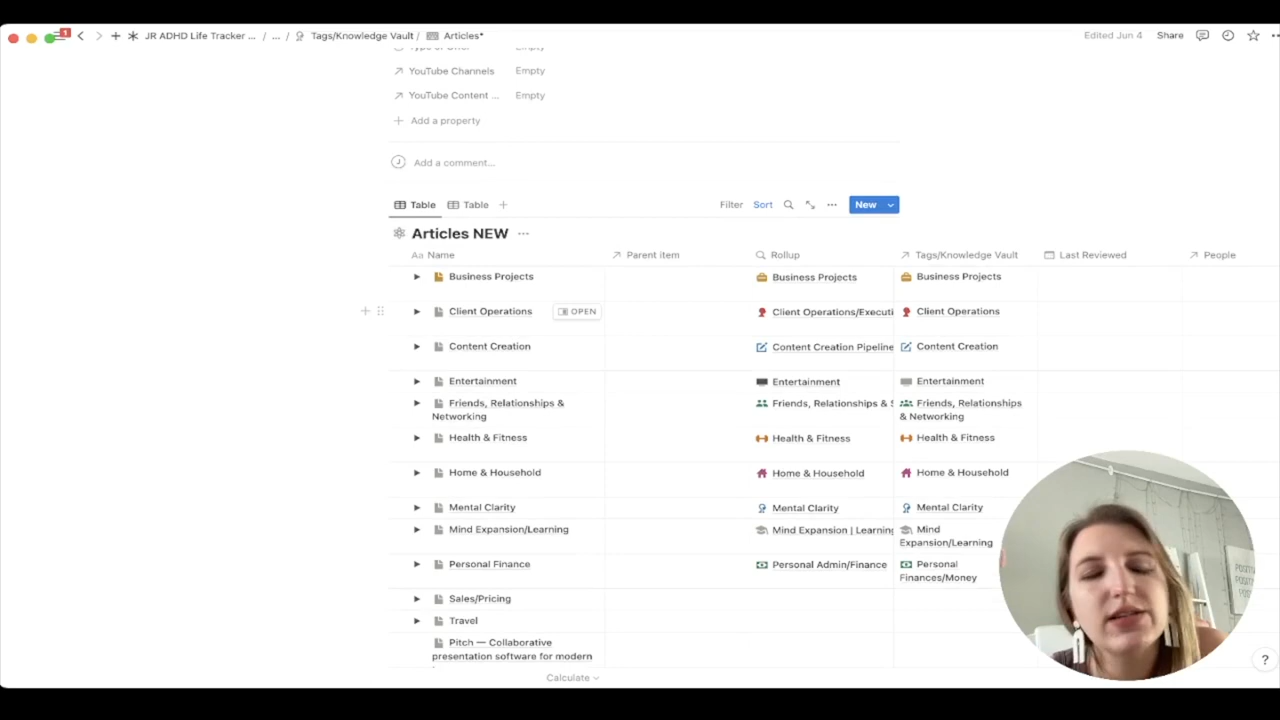 1
JR ADHD Life Tracker ... / ... / Tags/Knowledge Vault / Articles* Edited Jun 4 Share
Empty
YouTube Channels Empty
YouTube Content ... Empty
+ Add a property
J Add a comment...
Table Table + Filter Sort New
Articles NEW ...
Aa Name Parent item Rollup Tags/Knowledge Vault Last Reviewed People
Business Projects Business Projects Business Projects
Client Operations OPEN Client Operations/Executi Client Operations
Content Creation Content Creation Pipeline Content Creation
Entertainment Entertainment Entertainment
Friends, Relationships & Friends, Relationships & S Friends, Relationships
Networking & Networking
Health & Fitness Health & Fitness Health & Fitness
Home & Household Home & Household Home & Household
Mental Clarity Mental Clarity Mental Clarity
Mind Expansion/Learning Mind Expansion | Learning Mind
Expansion/Learning
Personal Finance Personal Admin/Finance Personal
Finances/Money
Sales/Pricing
Travel
Pitch — Collaborative
presentation software for modern
Calculate
?